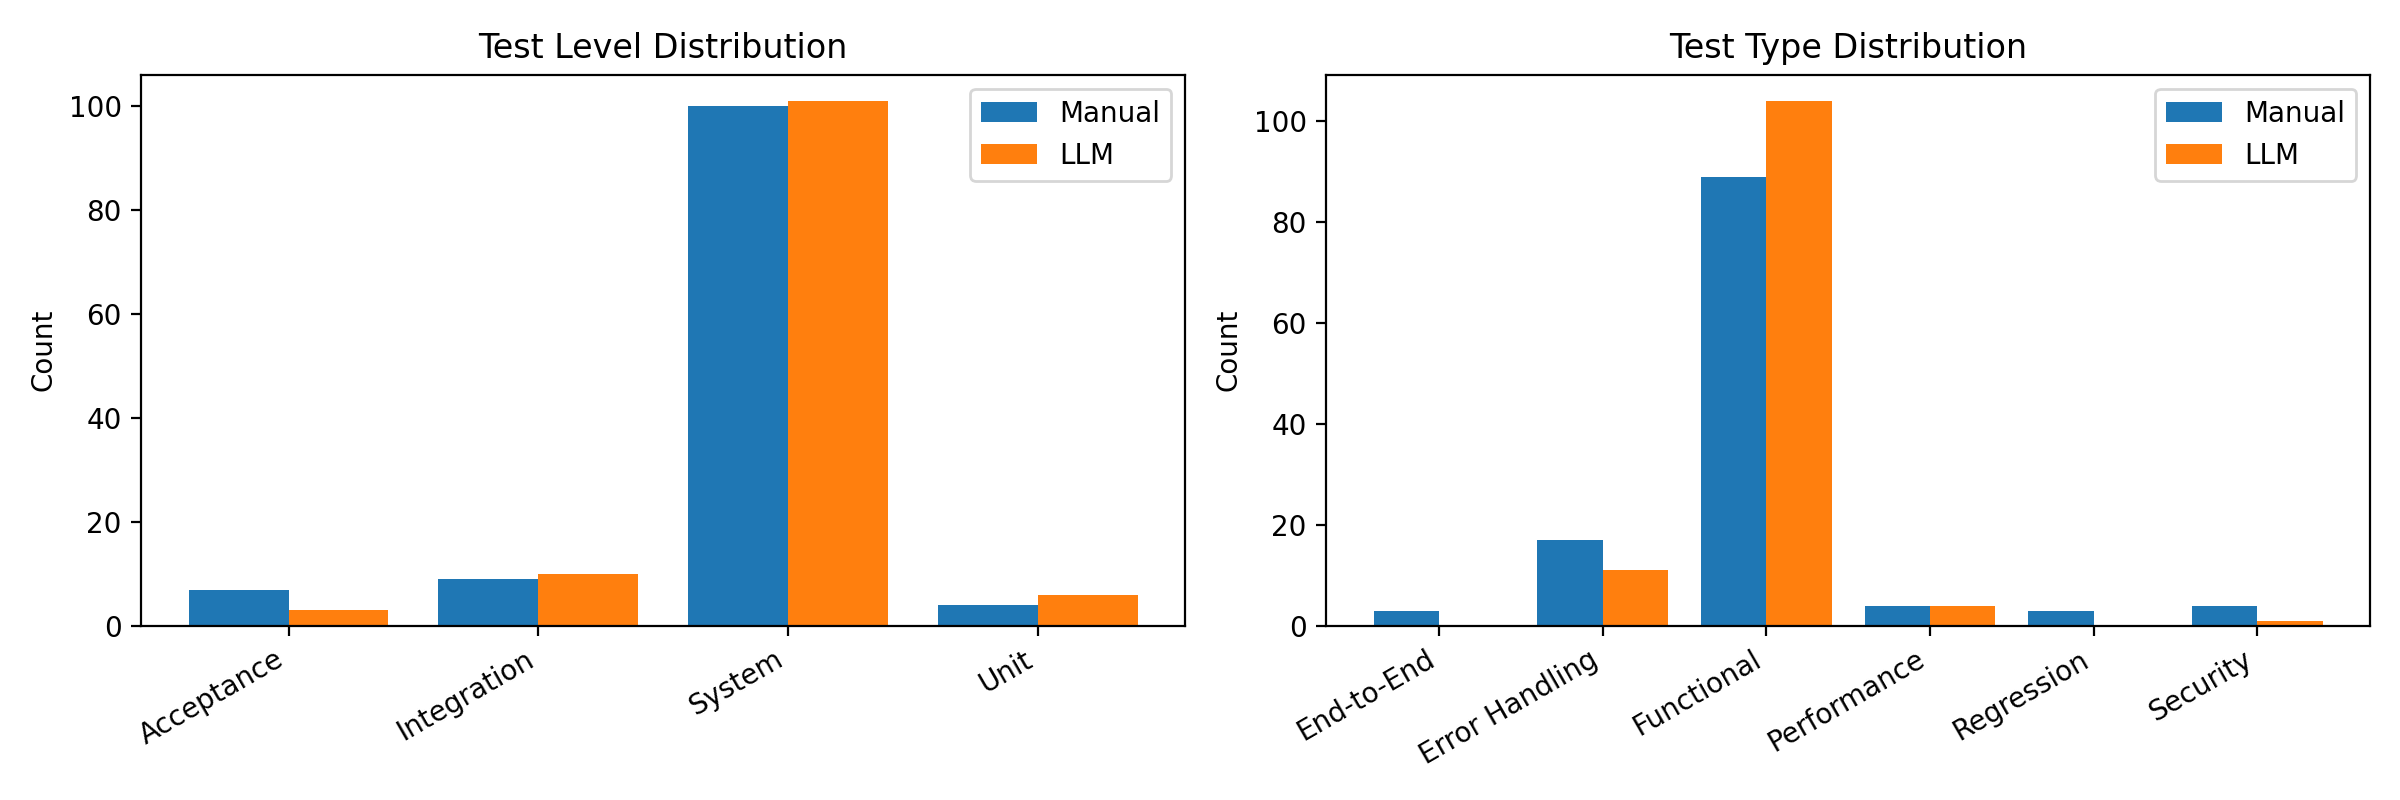 Test Level Distribution
Count
100
80
60
40
20
0
Manual
LLM
Acceptance
Integration
System
Unit
Test Type Distribution
Count
100
80
60
40
20
0
Manual
LLM
End-to-End
Error Handling
Functional
Performance
Regression
Security